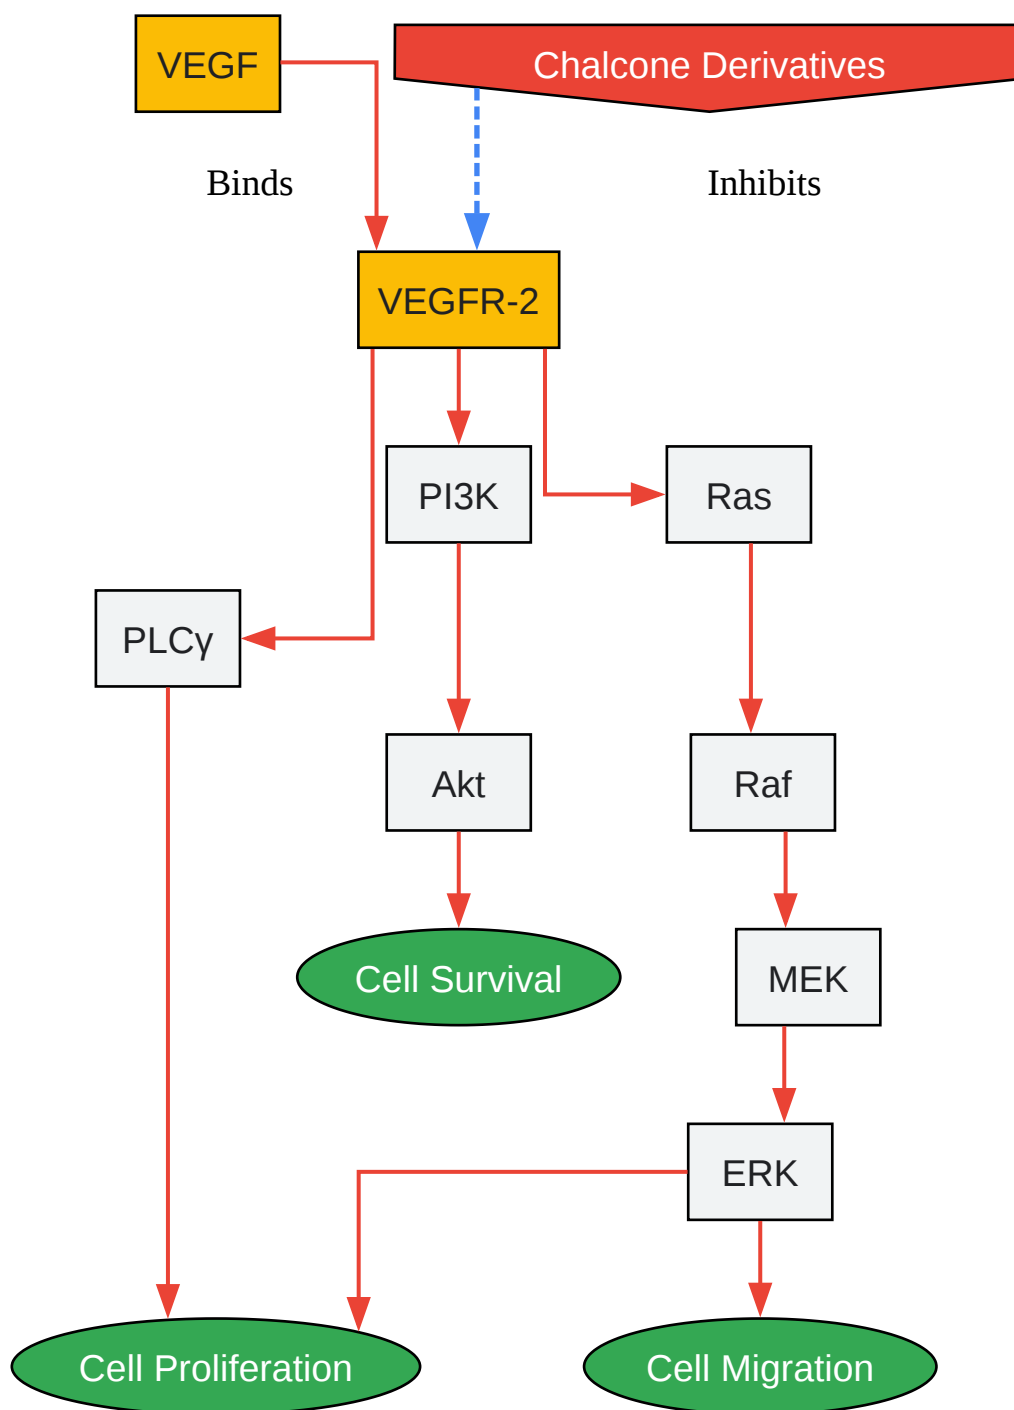 VEGF
Chalcone Derivatives
Binds
Inhibits
VEGFR-2
PI3K
Ras
PLCγ
Akt
Raf
Cell Survival
MEK
ERK
Cell Proliferation
Cell Migration